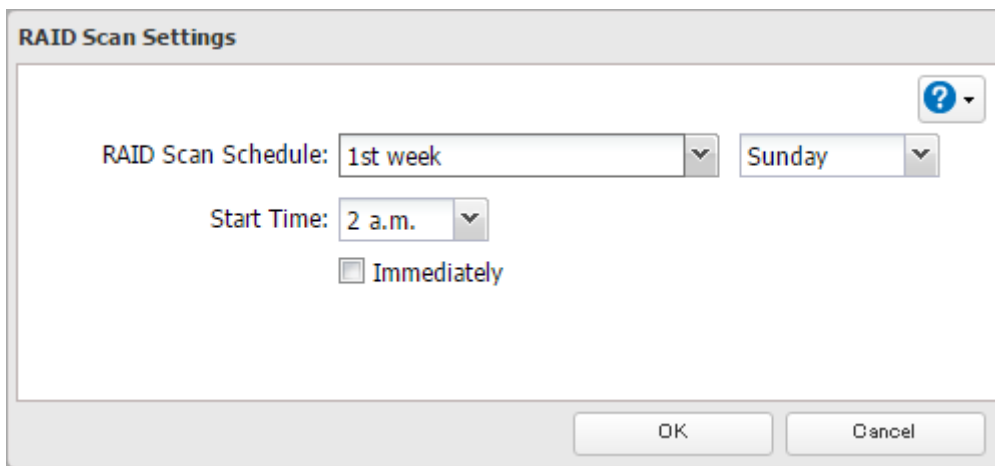 RAID Scan Settings
?
RAID Scan Schedule: 1st week Sunday
Start Time: 2 a.m.
Immediately
OK Cancel